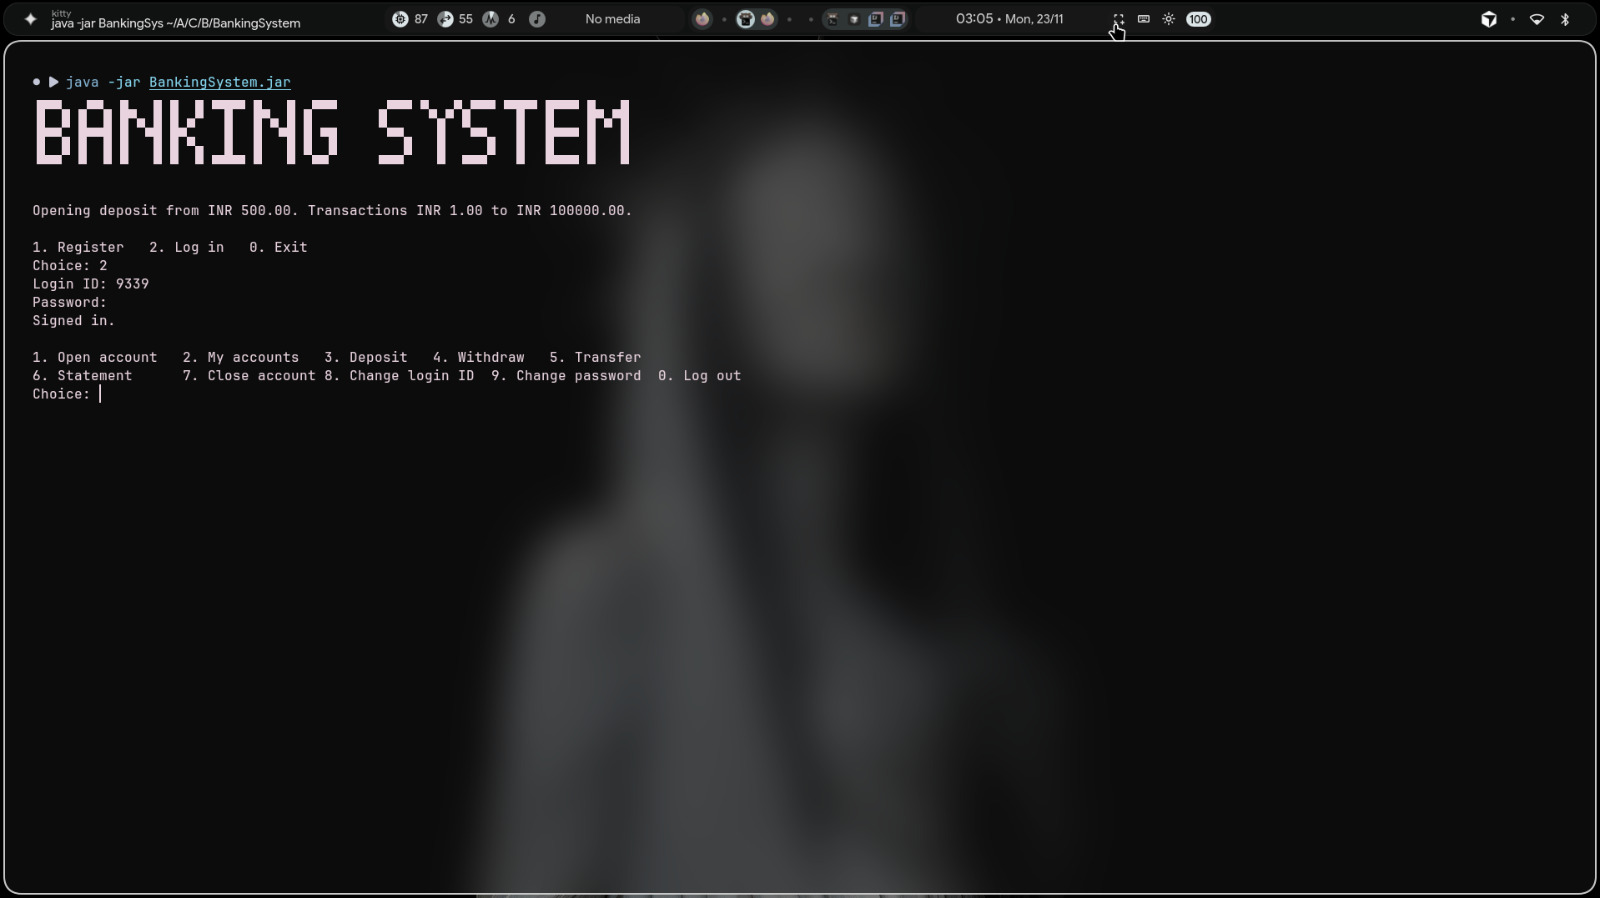 kitty
java -jar BankingSys ~/A/C/B/BankingSystem
87 55 6
No media
03:05 • Mon, 23/11
100
java -jar BankingSystem.jar
BANKING SYSTEM
Opening deposit from INR 500.00. Transactions INR 1.00 to INR 100000.00.
1. Register 2. Log in 0. Exit
Choice: 2
Login ID: 9339
Password:
Signed in.
1. Open account 2. My accounts 3. Deposit 4. Withdraw 5. Transfer
6. Statement 7. Close account 8. Change login ID 9. Change password 0. Log out
Choice: